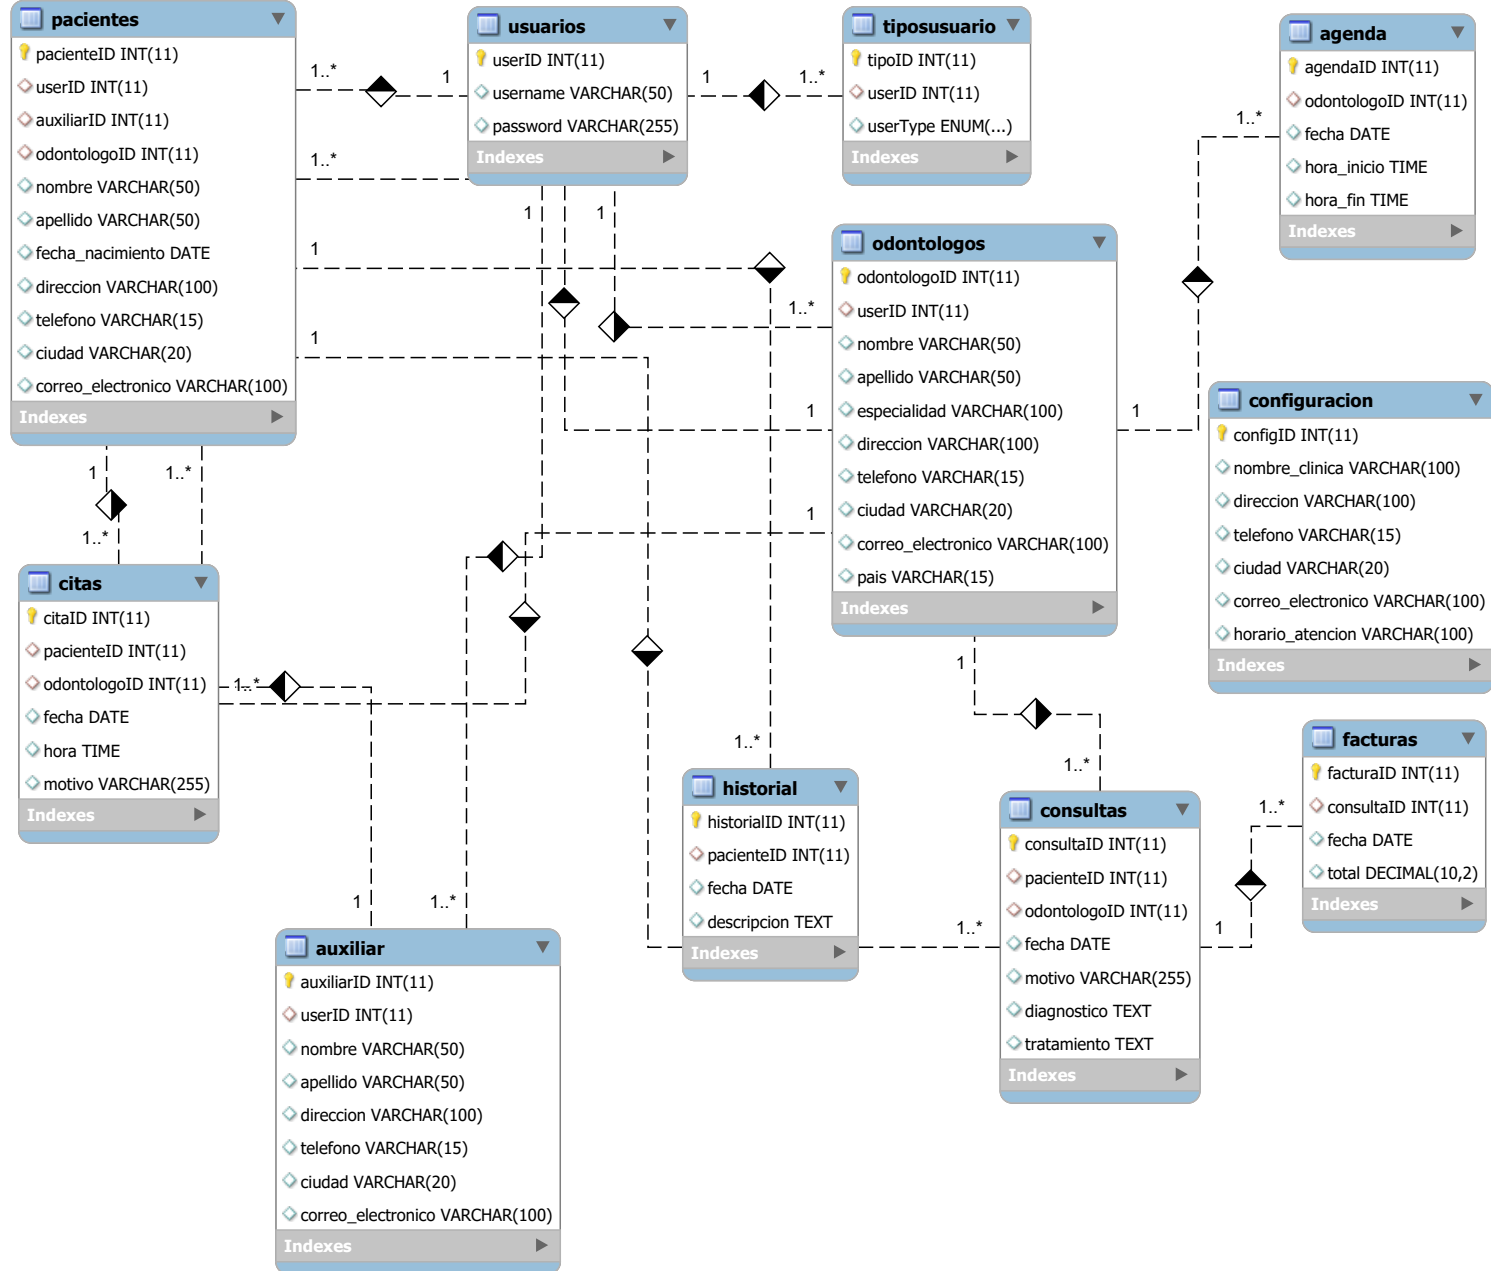 pacientes
pacienteID INT(11)
userID INT(11)
auxiliarID INT(11)
odontologoID INT(11)
nombre VARCHAR(50)
apellido VARCHAR(50)
fecha_nacimiento DATE
direccion VARCHAR(100)
telefono VARCHAR(15)
ciudad VARCHAR(20)
correo_electronico VARCHAR(100)
Indexes
1..*
1
1..*
1
1
1
1..*
1..*
usuarios
userID INT(11)
username VARCHAR(50)
password VARCHAR(255)
Indexes
1
1..*
1
1
tiposusuario
tipoID INT(11)
userID INT(11)
userType ENUM(...)
Indexes
agenda
agendaID INT(11)
odontologoID INT(11)
fecha DATE
hora_inicio TIME
hora_fin TIME
Indexes
1..*
odontologos
odontologoID INT(11)
userID INT(11)
nombre VARCHAR(50)
apellido VARCHAR(50)
especialidad VARCHAR(100)
direccion VARCHAR(100)
telefono VARCHAR(15)
ciudad VARCHAR(20)
correo_electronico VARCHAR(100)
pais VARCHAR(15)
Indexes
1..*
1
1
1
1
1..*
configuracion
configID INT(11)
nombre_clinica VARCHAR(100)
direccion VARCHAR(100)
telefono VARCHAR(15)
ciudad VARCHAR(20)
correo_electronico VARCHAR(100)
horario_atencion VARCHAR(100)
Indexes
citas
citaID INT(11)
pacienteID INT(11)
odontologoID INT(11)
fecha DATE
hora TIME
motivo VARCHAR(255)
Indexes
1..*
1
1..*
auxiliar
auxiliarID INT(11)
userID INT(11)
nombre VARCHAR(50)
apellido VARCHAR(50)
direccion VARCHAR(100)
telefono VARCHAR(15)
ciudad VARCHAR(20)
correo_electronico VARCHAR(100)
Indexes
1..*
historial
historialID INT(11)
pacienteID INT(11)
fecha DATE
descripcion TEXT
Indexes
1..*
consultas
consultaID INT(11)
pacienteID INT(11)
odontologoID INT(11)
fecha DATE
motivo VARCHAR(255)
diagnostico TEXT
tratamiento TEXT
Indexes
1
1..*
facturas
facturaID INT(11)
consultaID INT(11)
fecha DATE
total DECIMAL(10,2)
Indexes